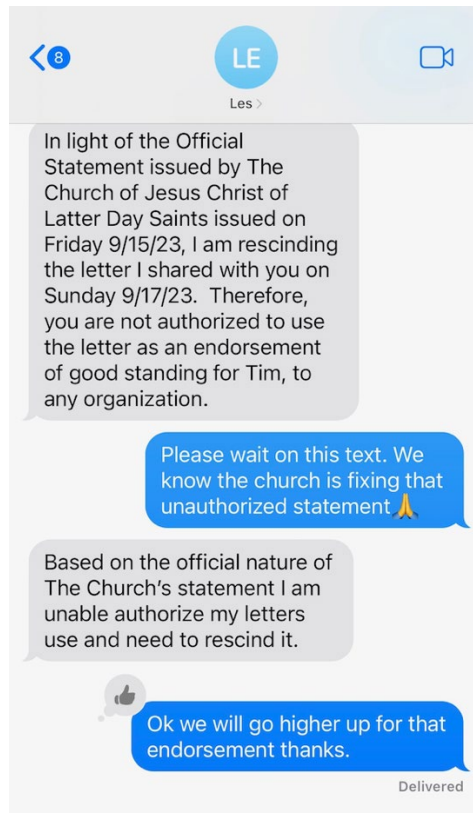 8
LE
Les
In light of the Official
Statement issued by The
Church of Jesus Christ of
Latter Day Saints issued on
Friday 9/15/23, I am rescinding
the letter I shared with you on
Sunday 9/17/23.  Therefore,
you are not authorized to use
the letter as an endorsement
of good standing for Tim, to
any organization.
Please wait on this text. We
know the church is fixing that
unauthorized statement🙏
Based on the official nature of
The Church’s statement I am
unable authorize my letters
use and need to rescind it.
Ok we will go higher up for that
endorsement thanks.
Delivered